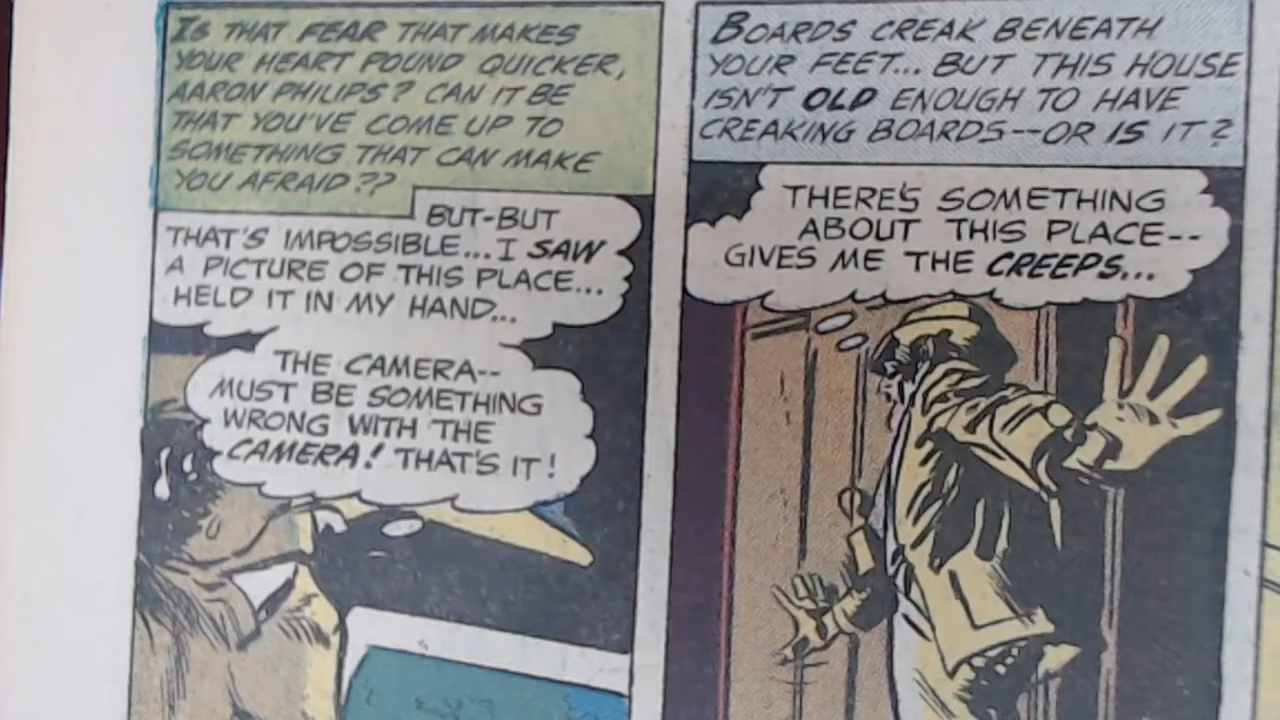 IS THAT FEAR THAT MAKES
YOUR HEART POUND QUICKER,
AARON PHILIPS? CAN IT BE
THAT YOU'VE COME UP TO
SOMETHING THAT CAN MAKE
YOU AFRAID??
BUT-BUT
THAT'S IMPOSSIBLE...I SAW
A PICTURE OF THIS PLACE...
HELD IT IN MY HAND...
THE CAMERA--
MUST BE SOMETHING
WRONG WITH THE
CAMERA! THAT'S IT!
BOARDS CREAK BENEATH
YOUR FEET... BUT THIS HOUSE
ISN'T OLD ENOUGH TO HAVE
CREAKING BOARDS--OR IS IT?
THERE'S SOMETHING
ABOUT THIS PLACE--
GIVES ME THE CREEPS...